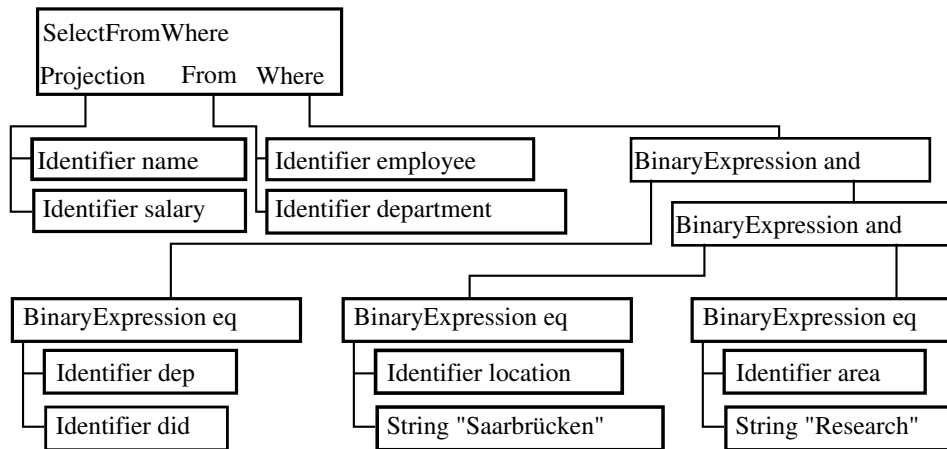 SelectFromWhere
Projection From Where
Identifier name
Identifier employee
BinaryExpression and
Identifier salary
Identifier department
BinaryExpression and
BinaryExpression eq
BinaryExpression eq
BinaryExpression eq
Identifier dep
Identifier location
Identifier area
Identifier did
String "Saarbrücken"
String "Research"